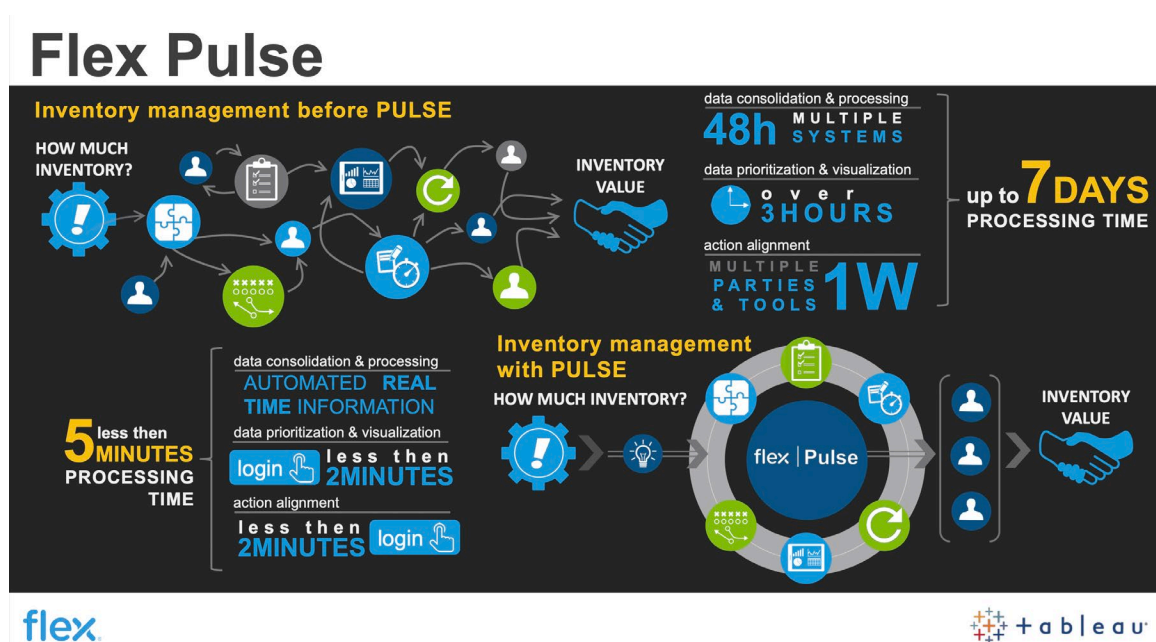 Flex Pulse
Inventory management before PULSE
HOW MUCH
INVENTORY?
INVENTORY
VALUE
data consolidation & processing
48h MULTIPLE
SYSTEMS
data prioritization & visualization
over
3HOURS
action alignment
MULTIPLE
PARTIES
& TOOLS 1W
up to 7 DAYS
PROCESSING TIME
5 less then
MINUTES
PROCESSING
TIME
data consolidation & processing
AUTOMATED REAL
TIME INFORMATION
data prioritization & visualization
login less then
2MINUTES
action alignment
less then
2MINUTES login
Inventory management
with PULSE
HOW MUCH INVENTORY?
flex | Pulse
INVENTORY
VALUE
flex.
tableau